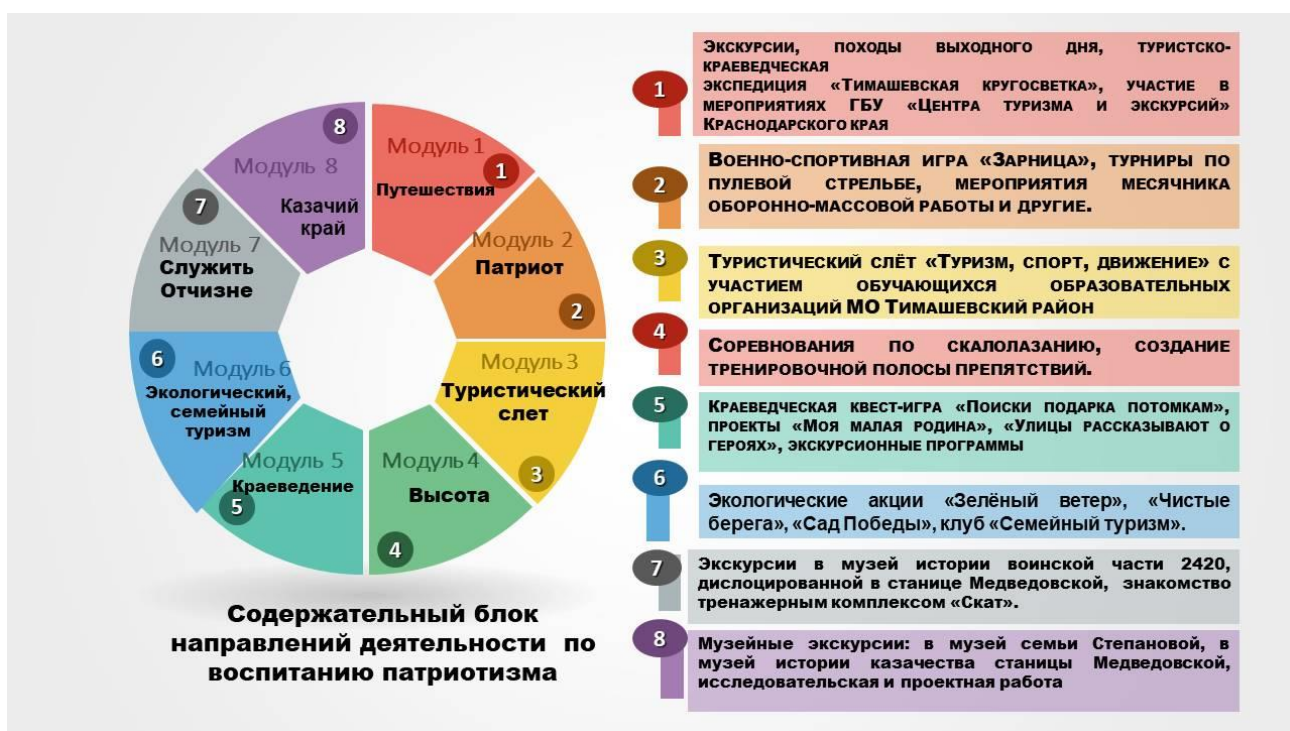 8
Модуль 8
Казачий
край
Модуль 1
1
Путешествия
7
Модуль 7
Служить
Отчизне
Модуль 2
Патриот
2
6
Модуль 6
Экологический,
семейный
туризм
Модуль 3
Туристический
слет
3
Модуль 5
Краеведение
5
Модуль 4
Высота
4
Содержательный блок
направлений деятельности по
воспитанию патриотизма
1
Экскурсии, походы выходного дня, туристско-
краеведческая
экспедиция «Тимашевская кругосветка», участие в
мероприятиях ГБУ «Центра туризма и экскурсий»
Краснодарского края
2
Военно-спортивная игра «Зарница», турниры по
пулевой стрельбе, мероприятия месячника
оборонно-массовой работы и другие.
3
Туристический слёт «Туризм, спорт, движение» с
участием обучающихся образовательных
организаций МО Тимашевский район
4
Соревнования по скалолазанию, создание
тренировочной полосы препятствий.
5
Краеведческая квест-игра «Поиски подарка потомкам»,
проекты «Моя малая родина», «Улицы рассказывают о
героях», экскурсионные программы
6
Экологические акции «Зелёный ветер», «Чистые
берега», «Сад Победы», клуб «Семейный туризм».
7
Экскурсии в музей истории воинской части 2420,
дислоцированной в станице Медведовской, знакомство
тренажерным комплексом «Скат».
8
Музейные экскурсии: в музей семьи Степановой, в
музей истории казачества станицы Медведовской,
исследовательская и проектная работа